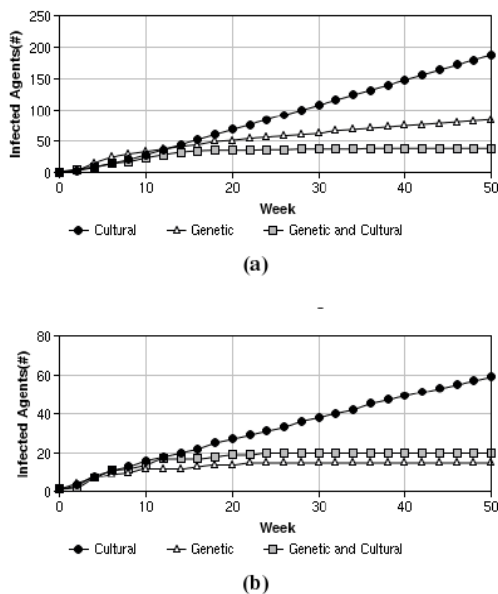 250
200
150
100
50
0
Infected Agents(#)
0 10 20 30 40 50
Week
Cultural Genetic Genetic and Cultural
(a)
80
60
40
20
0
Infected Agents(#)
0 10 20 30 40 50
Week
Cultural Genetic Genetic and Cultural
(b)